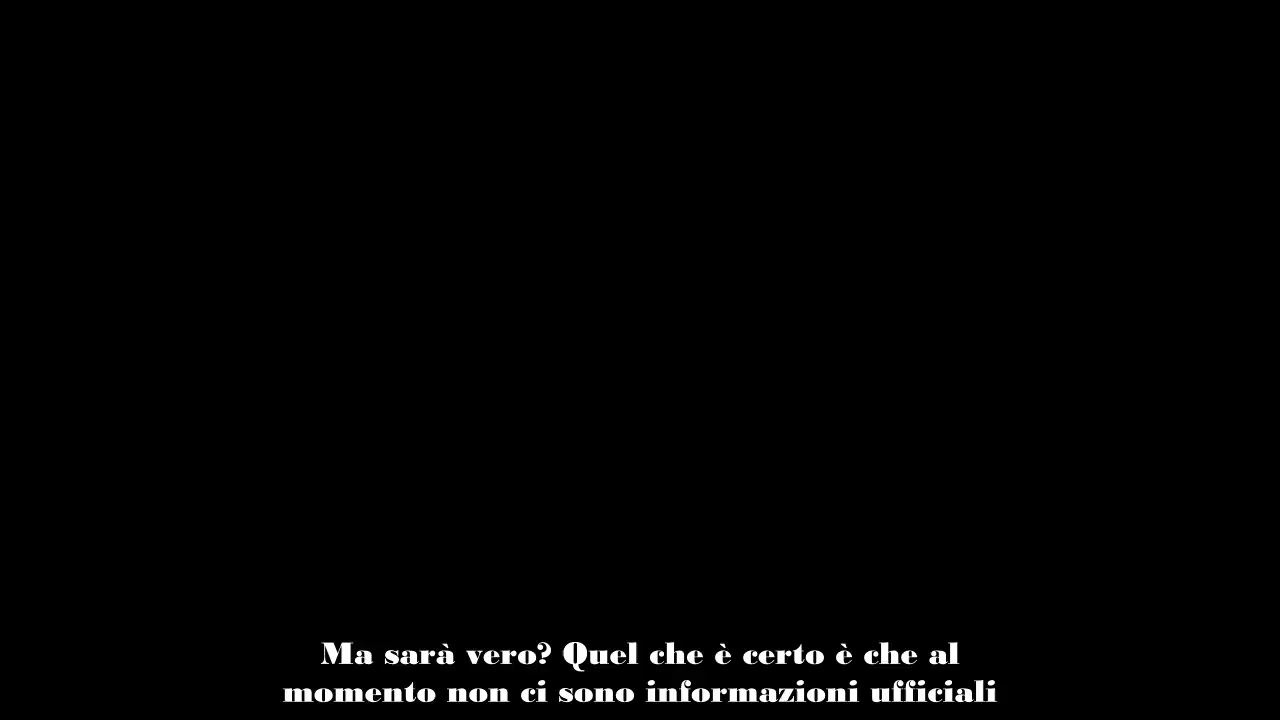 Ma sarà vero? Quel che è certo è che al
momento non ci sono informazioni ufficiali